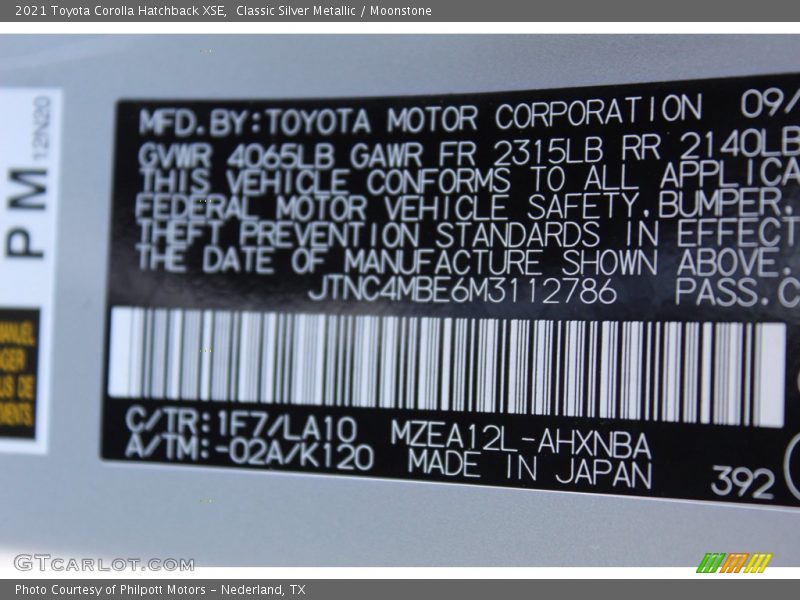 2021 Toyota Corolla Hatchback XSE,  Classic Silver Metallic / Moonstone
12N20
PM
MFD.BY:TOYOTA MOTOR CORPORATION 09/
GVWR 4065LB GAWR FR 2315LB RR 2140LB
THIS VEHICLE CONFORMS TO ALL APPLICA
FEDERAL MOTOR VEHICLE SAFETY,BUMPER,
THEFT PREVENTION STANDARDS IN EFFECT
THE DATE OF MANUFACTURE SHOWN ABOVE.
JTNC4MBE6M3112786 PASS.C
C/TR:1F7/LA10 MZEA12L-AHXNBA
A/TM:-02A/K120 MADE IN JAPAN
392
GTCARLOT.COM
Photo Courtesy of Philpott Motors - Nederland, TX